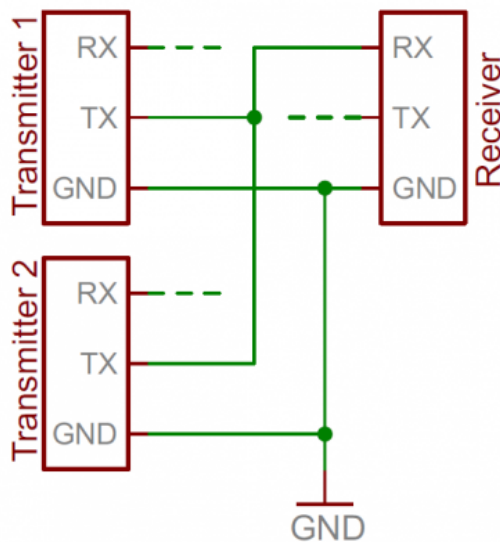 Transmitter 1
RX
TX
GND
Receiver
RX
TX
GND
Transmitter 2
RX
TX
GND
GND